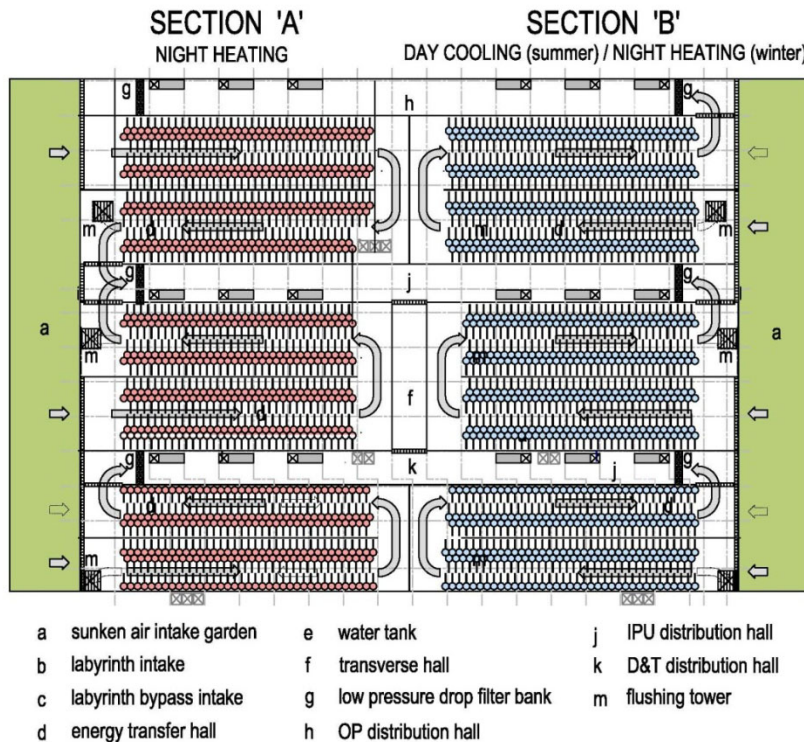 SECTION 'A'
NIGHT HEATING
SECTION 'B'
DAY COOLING (summer) / NIGHT HEATING (winter)
g
h
g
m
d
m
d
m
g
j
g
a
m
m
m
a
f
d
g
k
j
g
d
d
m
m
a sunken air intake garden
b labyrinth intake
c labyrinth bypass intake
d energy transfer hall
e water tank
f transverse hall
g low pressure drop filter bank
h OP distribution hall
j IPU distribution hall
k D&T distribution hall
m flushing tower